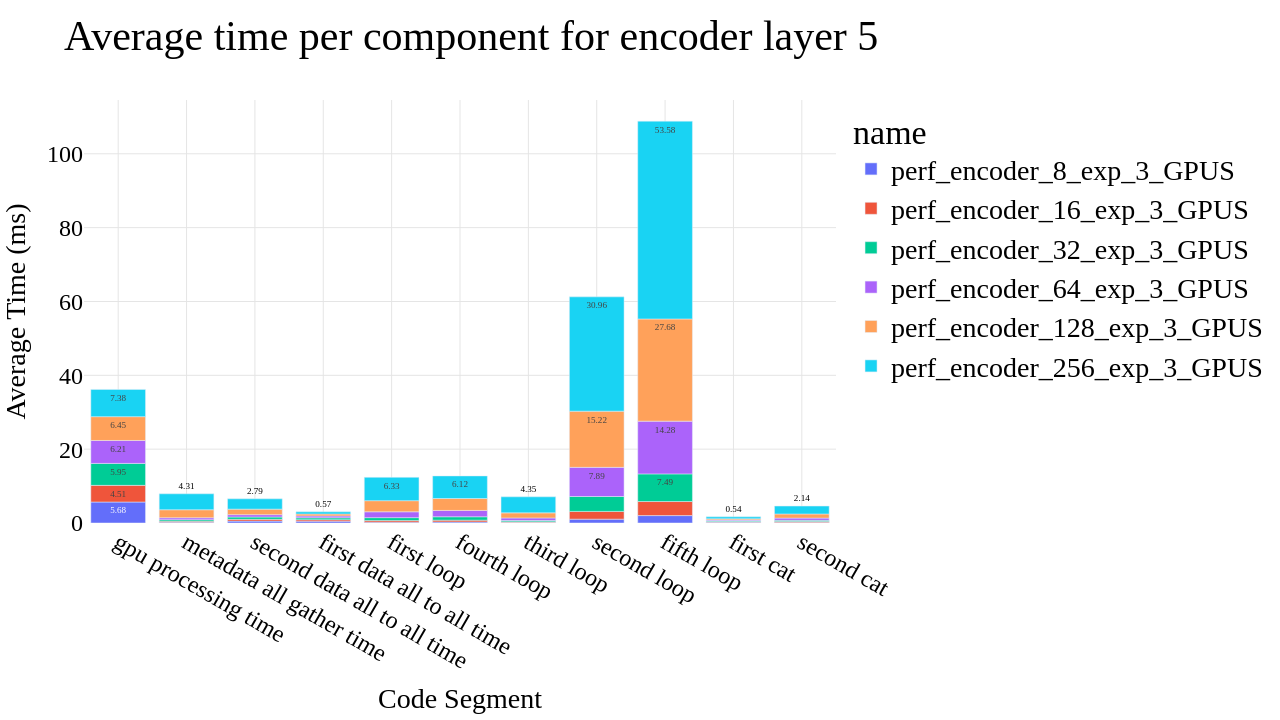 Average time per component for encoder layer 5
Average Time (ms)
100
80
60
40
20
0
7.38
6.45
6.21
5.95
4.51
5.68
4.31
2.79
0.57
6.33
6.12
4.35
30.96
15.22
7.89
53.58
27.68
14.28
7.49
0.54
2.14
gpu processing time
metadata all gather time
second data all to all time
first data all to all time
first loop
fourth loop
third loop
second loop
fifth loop
first cat
second cat
Code Segment
name
perf_encoder_8_exp_3_GPUS
perf_encoder_16_exp_3_GPUS
perf_encoder_32_exp_3_GPUS
perf_encoder_64_exp_3_GPUS
perf_encoder_128_exp_3_GPUS
perf_encoder_256_exp_3_GPUS